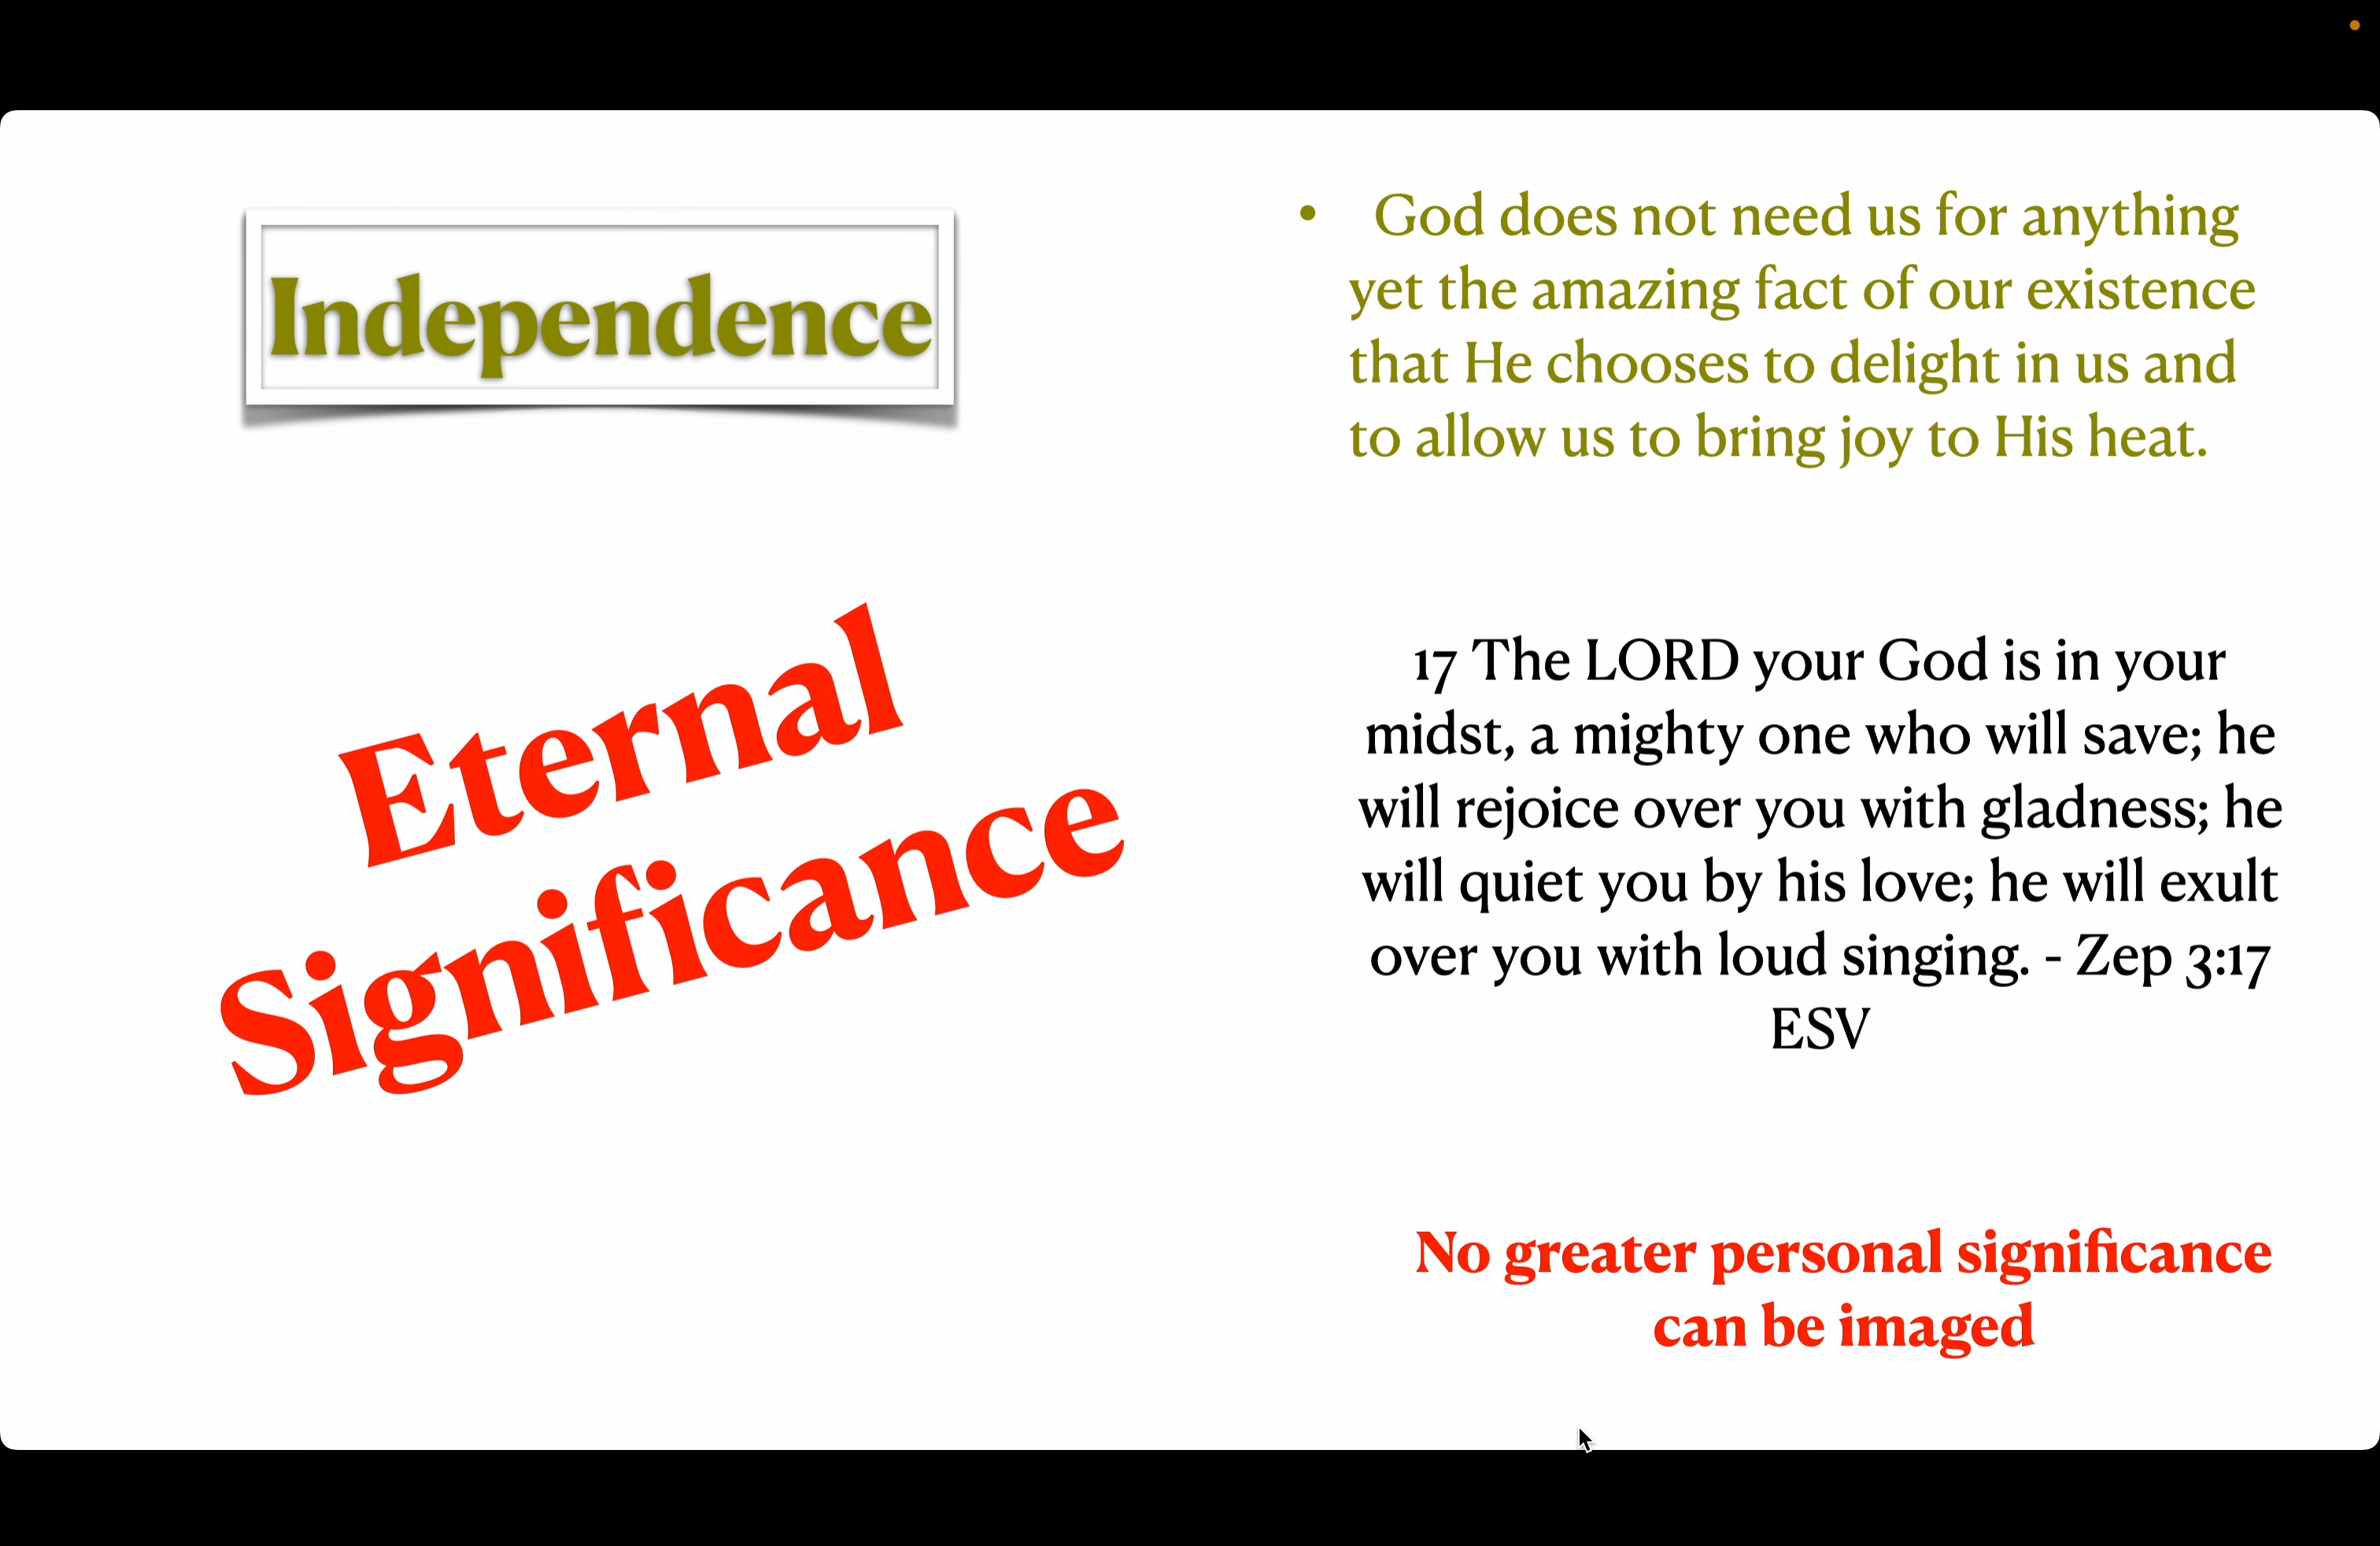 Independence
• God does not need us for anything
yet the amazing fact of our existence
that He chooses to delight in us and
to allow us to bring joy to His heat.
Eternal
Significance
17 The LORD your God is in your
midst, a mighty one who will save; he
will rejoice over you with gladness; he
will quiet you by his love; he will exult
over you with loud singing. - Zep 3:17
ESV
No greater personal significance
can be imaged